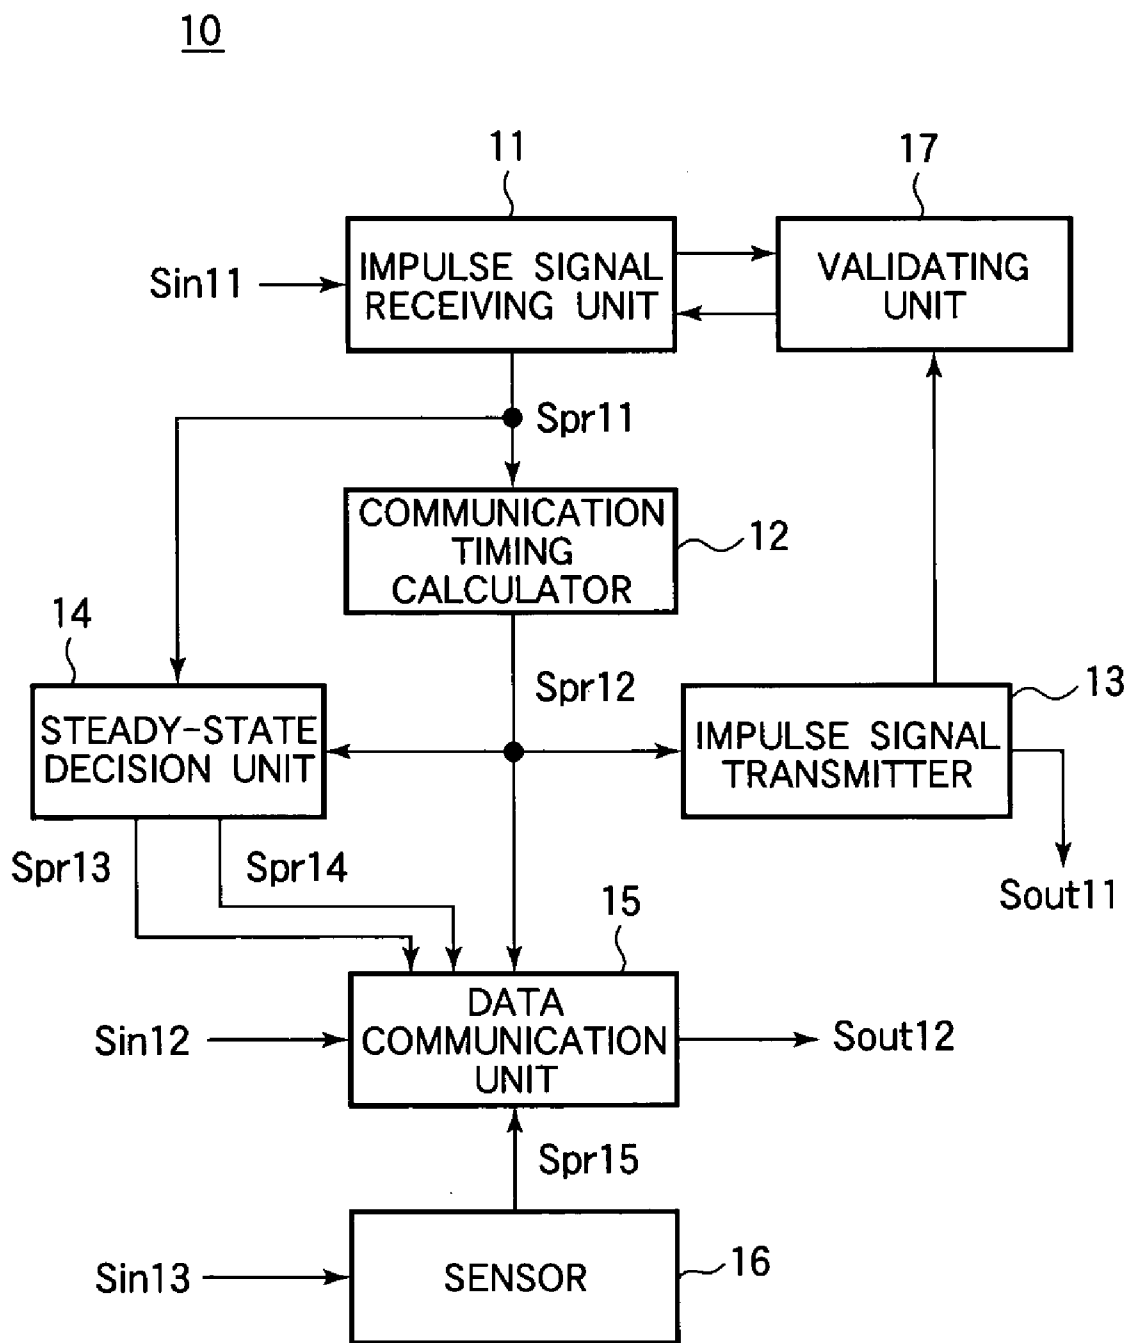 10
11
17
Sin11
IMPULSE SIGNAL
RECEIVING UNIT
VALIDATING
UNIT
Spr11
COMMUNICATION
TIMING
CALCULATOR
12
14
Spr12
13
STEADY-STATE
DECISION UNIT
IMPULSE SIGNAL
TRANSMITTER
Spr13
Spr14
Sout11
15
Sin12
DATA
COMMUNICATION
UNIT
Sout12
Spr15
Sin13
SENSOR
16